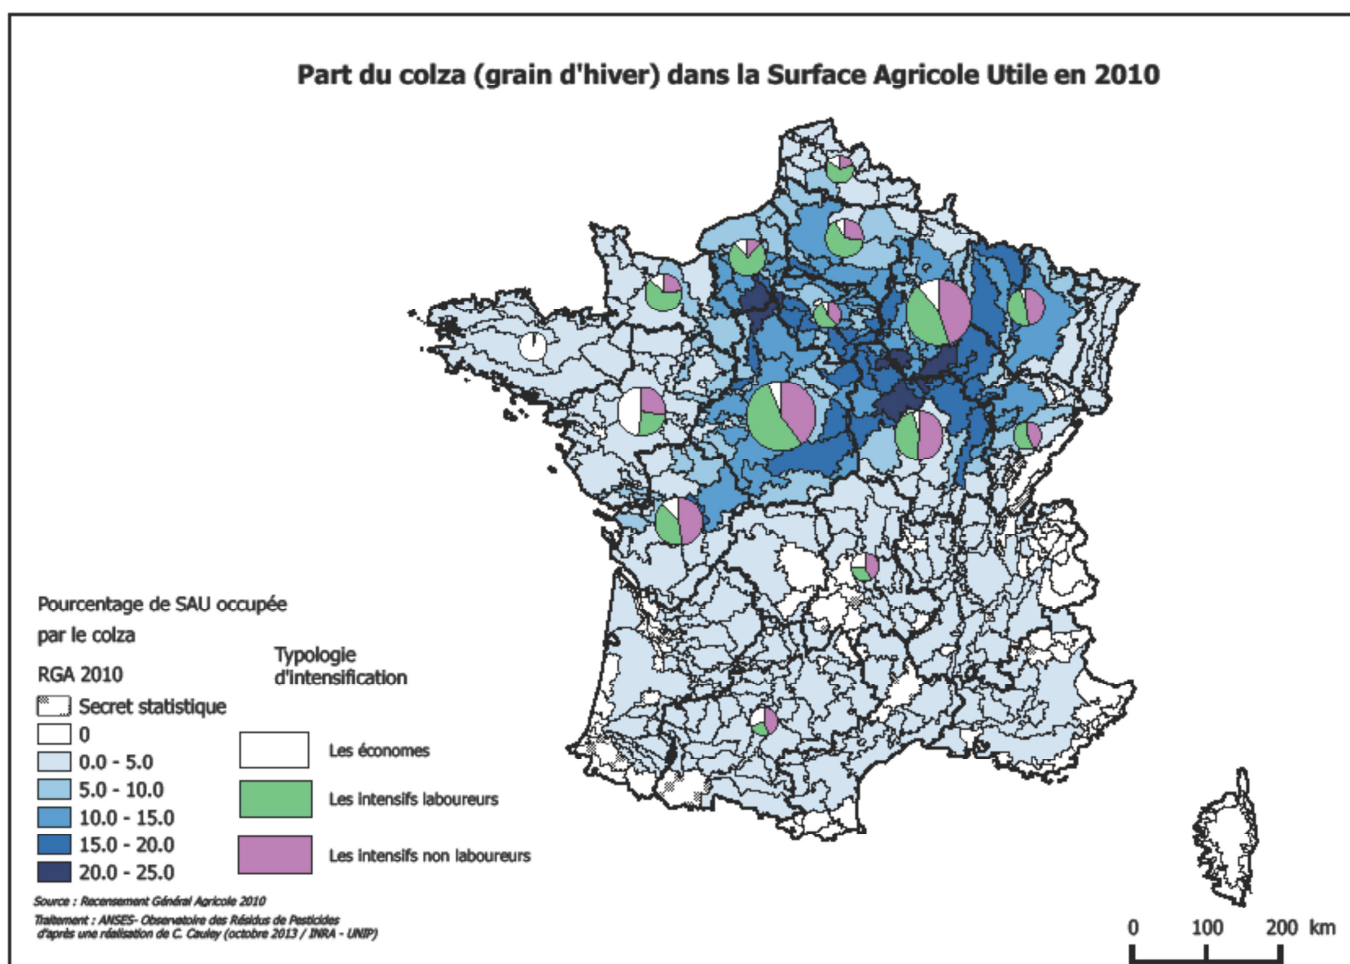 Part du colza (grain d'hiver) dans la Surface Agricole Utile en 2010
Pourcentage de SAU occupée
par le colza
RGA 2010
Secret statistique
0
0.0 - 5.0
5.0 - 10.0
10.0 - 15.0
15.0 - 20.0
20.0 - 25.0
Typologie
d'intensification
Les économes
Les intensifs laboureurs
Les intensifs non laboureurs
Source : Recensement Général Agricole 2010
Traitement : ANSES- Observatoire des Résidus de Pesticides
d'après une réalisation de C. Cauley (octobre 2013 / INRA - UNIP)
0 100 200 km